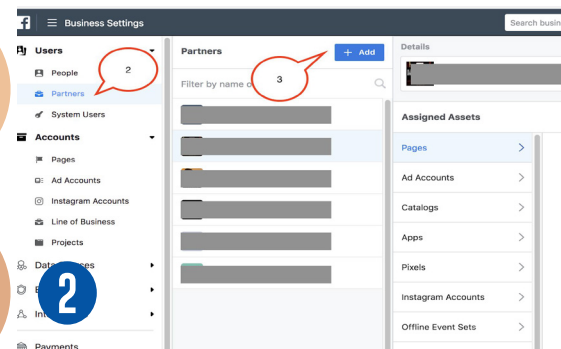 f Business Settings
Search busin
Users
People
Partners
System Users
Accounts
Pages
Ad Accounts
Instagram Accounts
Line of Business
Projects
Payments
2
2
Partners
+ Add
Filter by name o
3
Details
Assigned Assets
Pages
Ad Accounts
Catalogs
Apps
Pixels
Instagram Accounts
Offline Event Sets